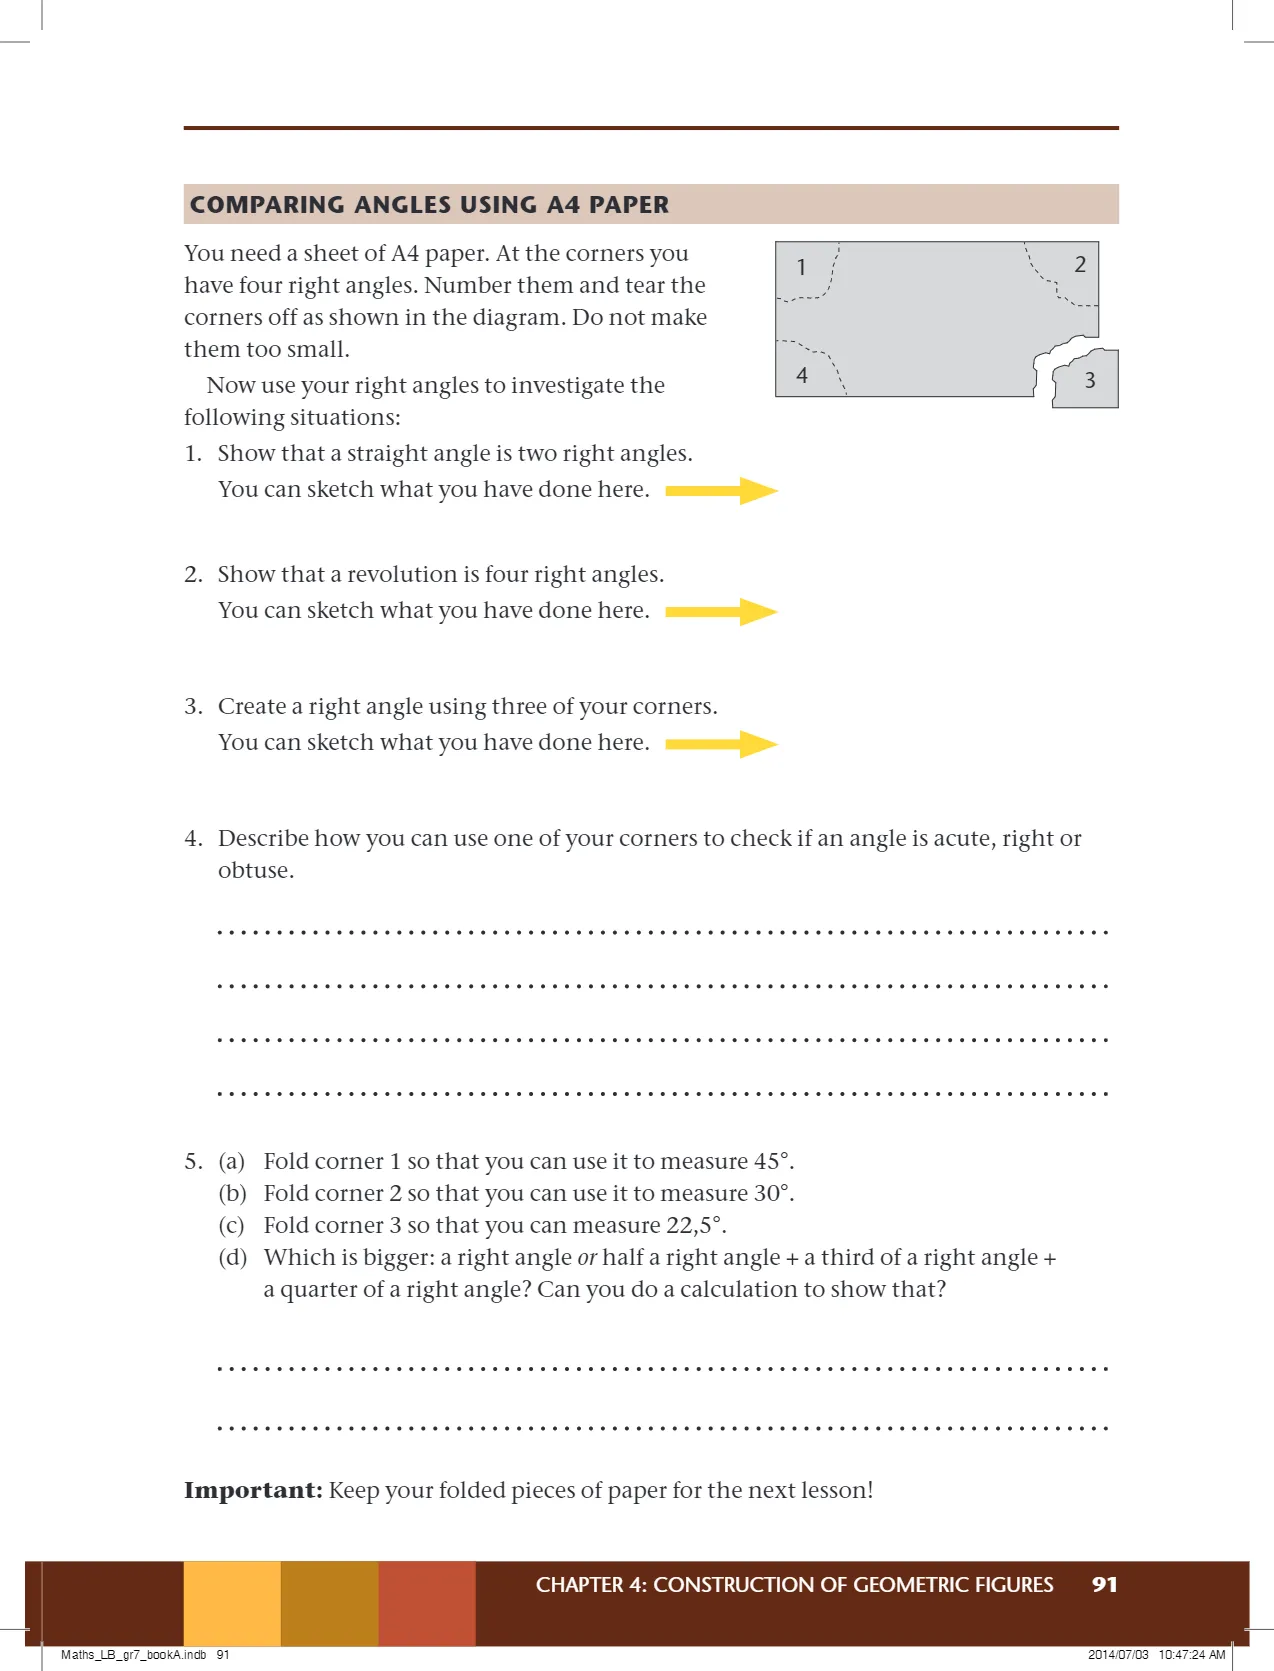 COMPARING ANGLES USING A4 PAPER
You need a sheet of A4 paper. At the corners you
have four right angles. Number them and tear the
corners off as shown in the diagram. Do not make
them too small.
Now use your right angles to investigate the
following situations:
1
2
3
4
1. Show that a straight angle is two right angles.
You can sketch what you have done here.
2. Show that a revolution is four right angles.
You can sketch what you have done here.
3. Create a right angle using three of your corners.
You can sketch what you have done here.
4. Describe how you can use one of your corners to check if an angle is acute, right or
obtuse.
5. (a) Fold corner 1 so that you can use it to measure 45°.
(b) Fold corner 2 so that you can use it to measure 30°.
(c) Fold corner 3 so that you can measure 22,5°.
(d) Which is bigger: a right angle or half a right angle + a third of a right angle +
a quarter of a right angle? Can you do a calculation to show that?
Important: Keep your folded pieces of paper for the next lesson!
CHAPTER 4: CONSTRUCTION OF GEOMETRIC FIGURES 91
Maths_LB_gr7_bookA.indb 91
2014/07/03 10:47:24 AM